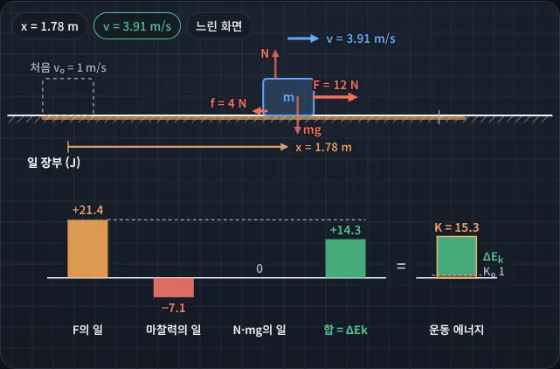 x = 1.78 m
v = 3.91 m/s
느린 화면
v = 3.91 m/s
N
처음 v₀ = 1 m/s
F = 12 N
m
f = 4 N
mg
x = 1.78 m
일 장부 (J)
+21.4
+14.3
K = 15.3
0
=
ΔEk
K₀ 1
−7.1
F의 일
마찰력의 일
N·mg의 일
합 = ΔEk
운동 에너지